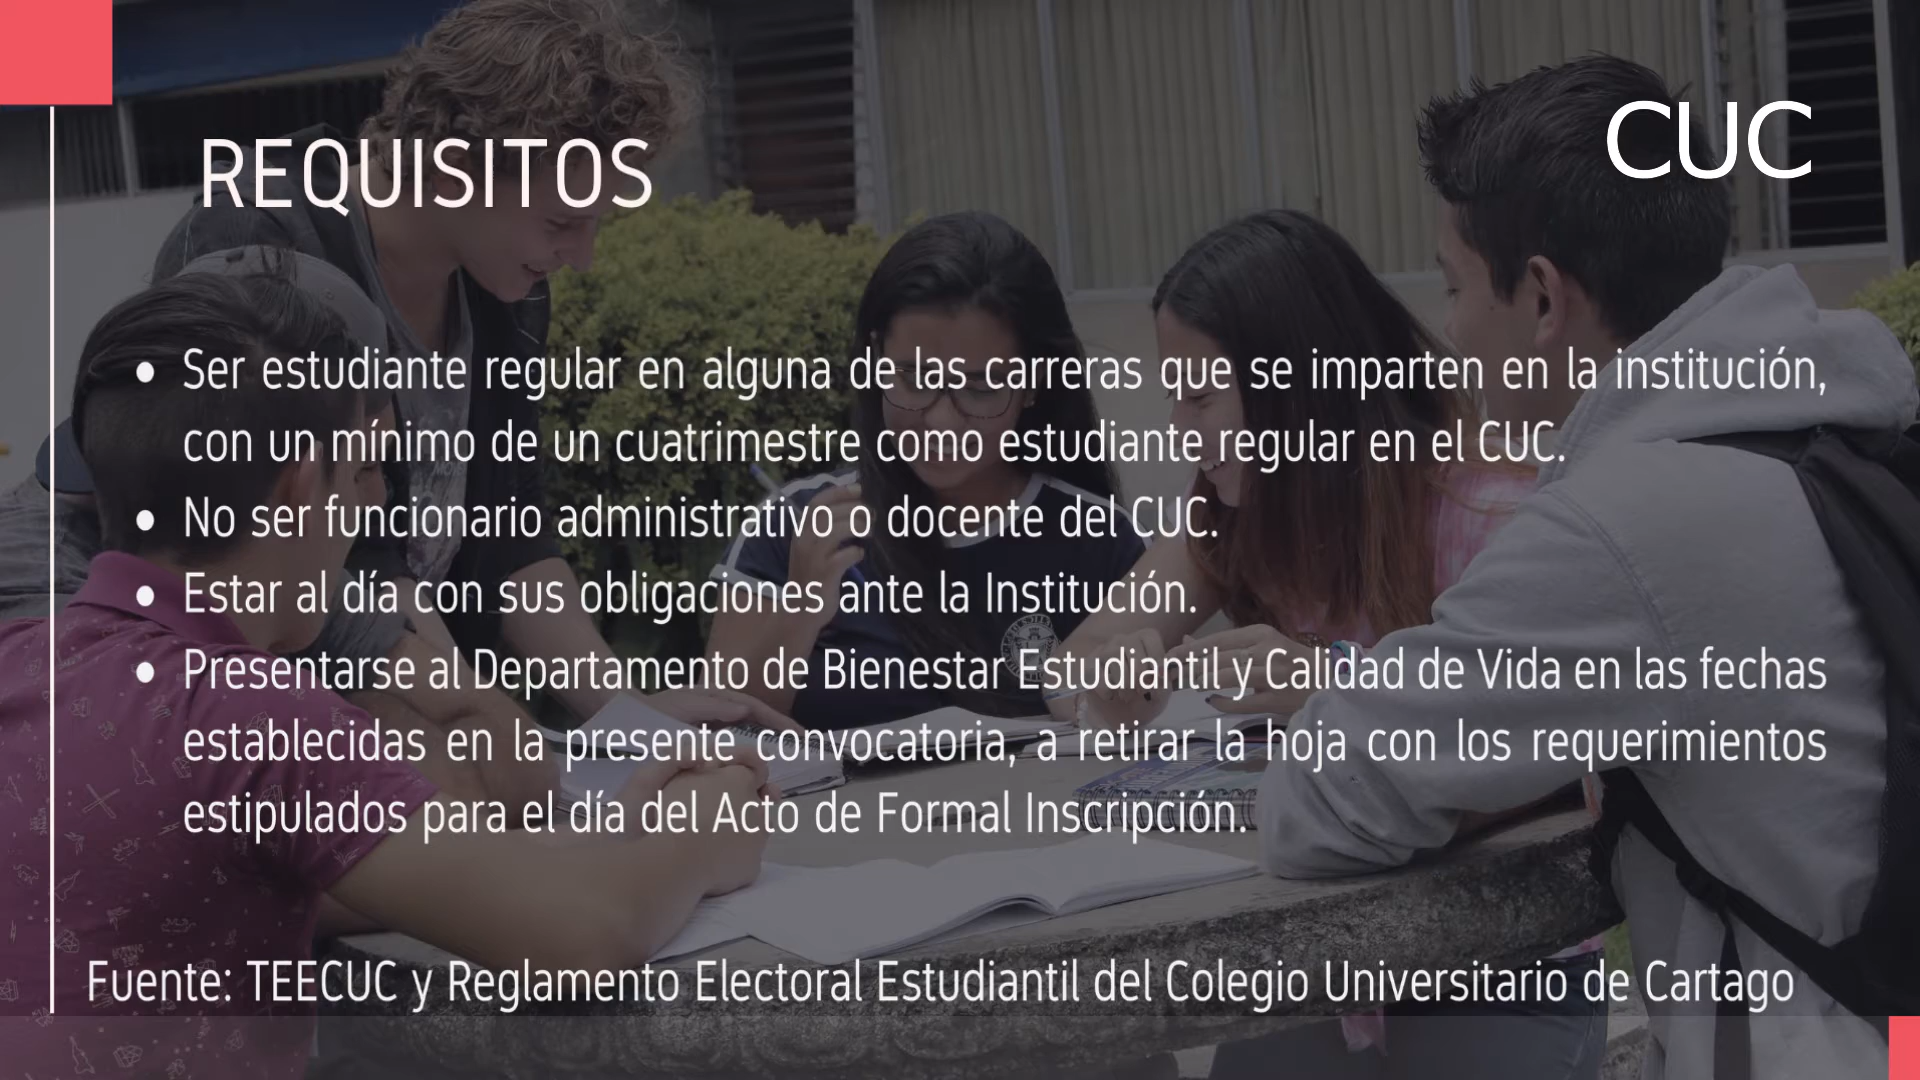 CUC
REQUISITOS
• Ser estudiante regular en alguna de las carreras que se imparten en la institución,
con un mínimo de un cuatrimestre como estudiante regular en el CUC.
• No ser funcionario administrativo o docente del CUC.
• Estar al día con sus obligaciones ante la Institución.
• Presentarse al Departamento de Bienestar Estudiantil y Calidad de Vida en las fechas
establecidas en la presente convocatoria, a retirar la hoja con los requerimientos
estipulados para el día del Acto de Formal Inscripción.
Fuente: TEECUC y Reglamento Electoral Estudiantil del Colegio Universitario de Cartago